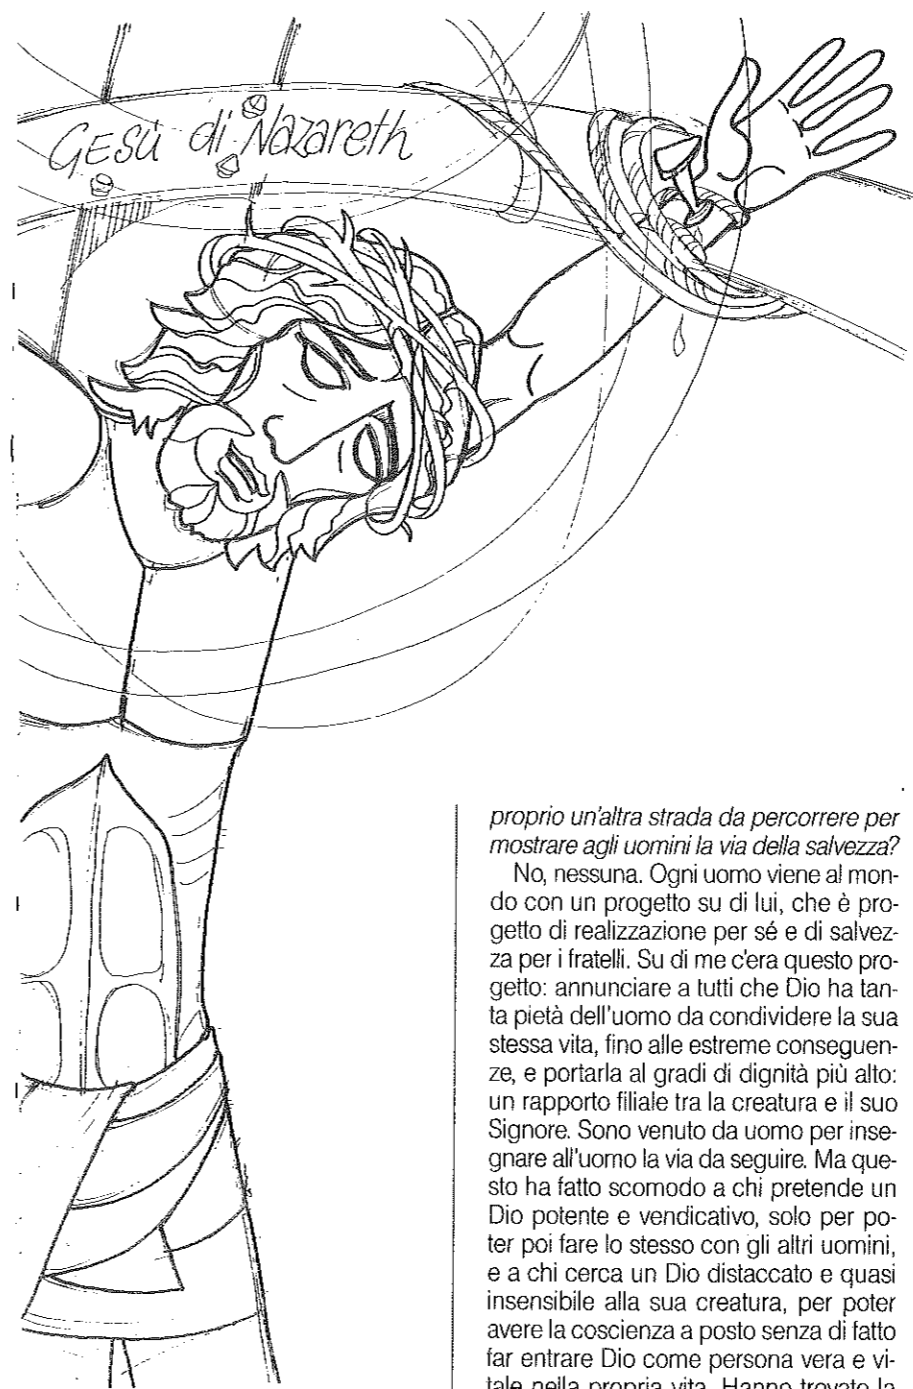 GESÙ di Nazareth
proprio un'altra strada da percorrere per
mostrare agli uomini la via della salvezza?
No, nessuna. Ogni uomo viene al mon-
do con un progetto su di lui, che è pro-
getto di realizzazione per sé e di salvez-
za per i fratelli. Su di me c'era questo pro-
getto: annunciare a tutti che Dio ha tan-
ta pietà dell'uomo da condividere la sua
stessa vita, fino alle estreme conseguen-
ze, e portarla al gradi di dignità più alto:
un rapporto filiale tra la creatura e il suo
Signore. Sono venuto da uomo per inse-
gnare all'uomo la via da seguire. Ma que-
sto ha fatto scomodo a chi pretende un
Dio potente e vendicativo, solo per po-
ter poi fare lo stesso con gli altri uomini,
e a chi cerca un Dio distaccato e quasi
insensibile alla sua creatura, per poter
avere la coscienza a posto senza di fatto
far entrare Dio come persona vera e vi-
tale nella propria vita. Hanno trovato la